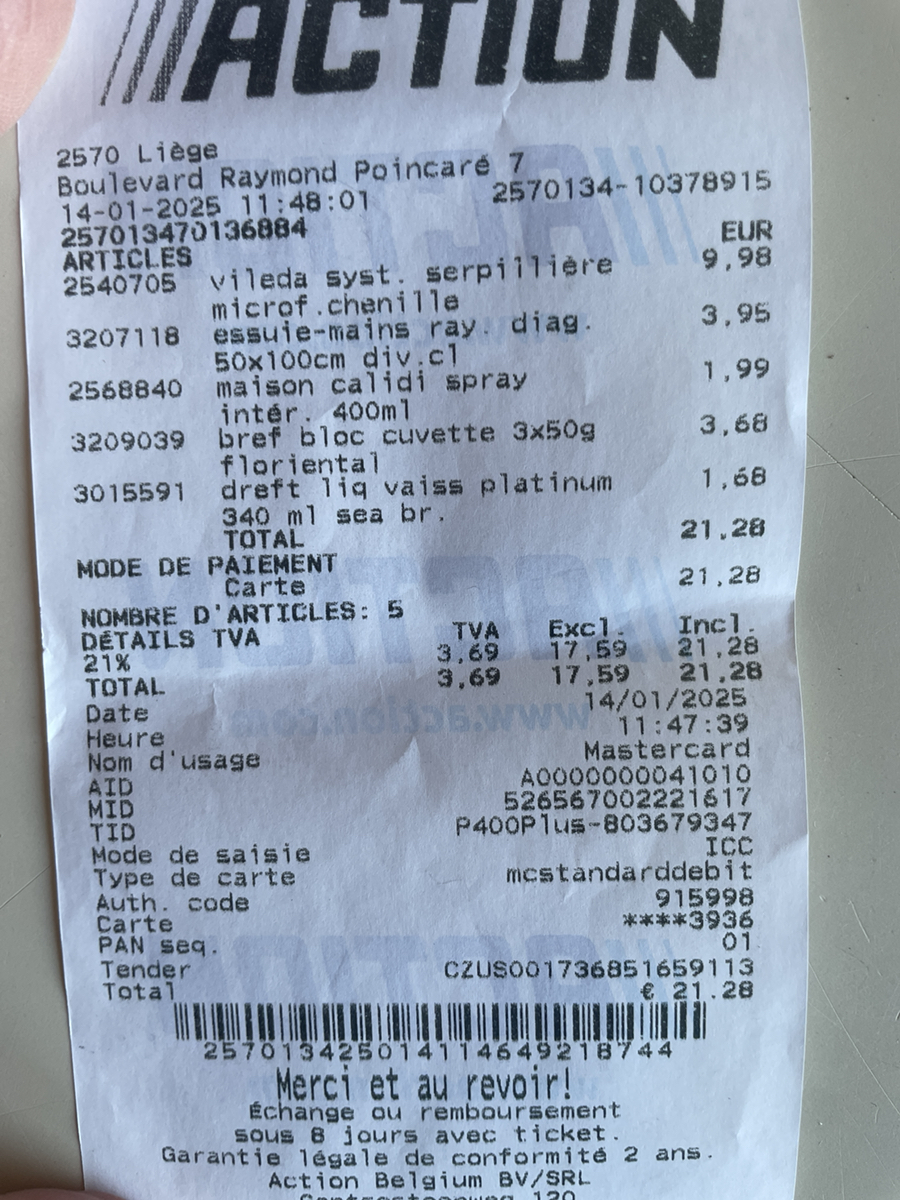 ACTION
2570 Liège
Boulevard Raymond Poincaré 7
14-01-2025 11:48:01 2570134-10378915
257013470136884
ARTICLES EUR
2540705 vileda syst. serpillière 9,98
microf.chenille
3207118 essuie-mains ray. diag. 3,95
50x100cm div.cl
2568840 maison calidi spray 1,99
intér. 400ml
3209039 bref bloc cuvette 3x50g 3,68
floriental
3015591 dreft liq vaiss platinum 1,68
340 ml sea br.
TOTAL 21,28
MODE DE PAIEMENT
Carte 21,28
NOMBRE D'ARTICLES: 5
DÉTAILS TVA TVA Excl. Incl.
21% 3,69 17,59 21,28
TOTAL 3,69 17,59 21,28
Date 14/01/2025
Heure 11:47:39
Nom d'usage Mastercard
AID A0000000041010
MID 526567002221617
TID P400Plus-803679347
Mode de saisie ICC
Type de carte mcstandarddebit
Auth. code 915998
Carte ****3936
PAN seq. 01
Tender CZUS001736851659113
Total € 21.28
257013425014114649218744
Merci et au revoir!
Échange ou remboursement
sous 8 jours avec ticket.
Garantie légale de conformité 2 ans.
Action Belgium BV/SRL